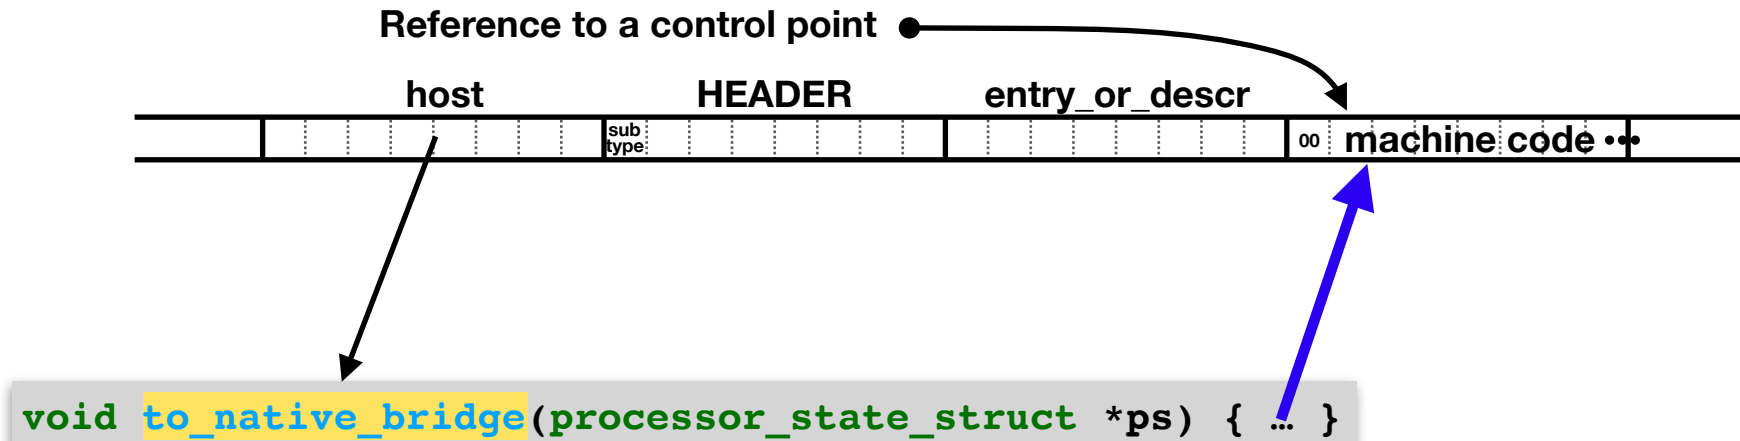 Reference to a control point
host HEADER entry_or_descr
sub
type 00 machine code •••
void to_native_bridge(processor_state_struct *ps) { … }